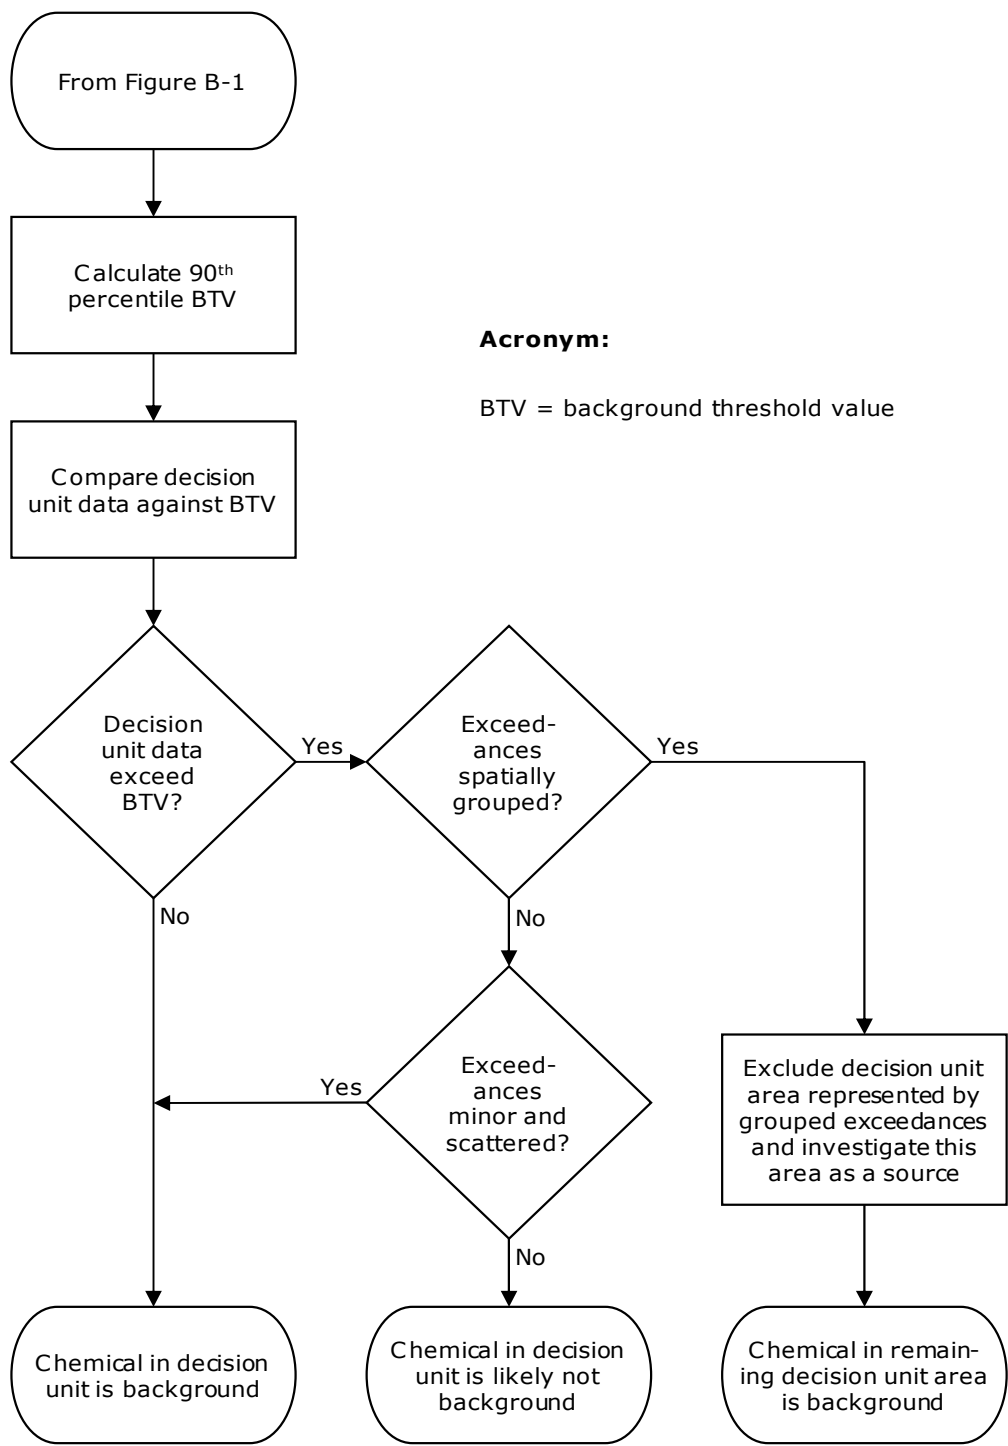 From Figure B-1
Calculate 90th
percentile BTV
Acronym:
BTV = background threshold value
Compare decision
unit data against BTV
Decision
unit data
exceed
BTV?
Yes
No
Exceed-
ances
spatially
grouped?
Yes
No
Exceed-
ances
minor and
scattered?
Yes
No
Exclude decision unit
area represented by
grouped exceedances
and investigate this
area as a source
Chemical in decision
unit is background
Chemical in decision
unit is likely not
background
Chemical in remain-
ing decision unit area
is background